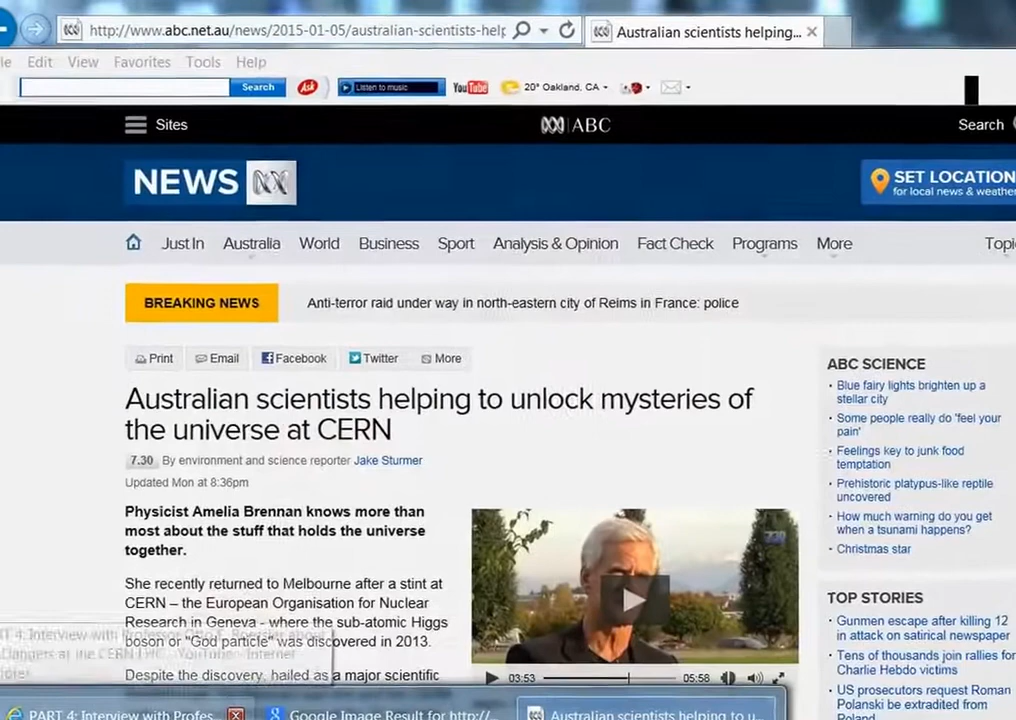 http://www.abc.net.au/news/2015-01-05/australian-scientists-help
Australian scientists helping...
Edit View Favorites Tools Help
Search Ask Listen to music YouTube 20° Oakland, CA
Sites ABC Search
NEWS
SET LOCATION
for local news & weather
Just In Australia World Business Sport Analysis & Opinion Fact Check Programs More Topi
BREAKING NEWS Anti-terror raid under way in north-eastern city of Reims in France: police
Print Email Facebook Twitter More
Australian scientists helping to unlock mysteries of
the universe at CERN
7.30 By environment and science reporter Jake Sturmer
Updated Mon at 8:36pm
Physicist Amelia Brennan knows more than
most about the stuff that holds the universe
together.
She recently returned to Melbourne after a stint at
CERN – the European Organisation for Nuclear
Research in Geneva - where the sub-atomic Higgs
boson or "God particle" was discovered in 2013.
Despite the discovery, hailed as a major scientific
7.30
03:53 05:58
ABC SCIENCE
Blue fairy lights brighten up a
stellar city
Some people really do 'feel your
pain'
Feelings key to junk food
temptation
Prehistoric platypus-like reptile
uncovered
How much warning do you get
when a tsunami happens?
Christmas star
TOP STORIES
Gunmen escape after killing 12
in attack on satirical newspaper
Tens of thousands join rallies for
Charlie Hebdo victims
US prosecutors request Roman
Polanski be extradited from
Poland
PART 4: Interview with Profes...
Google Image Result for http://...
Australian scientists helping to u...